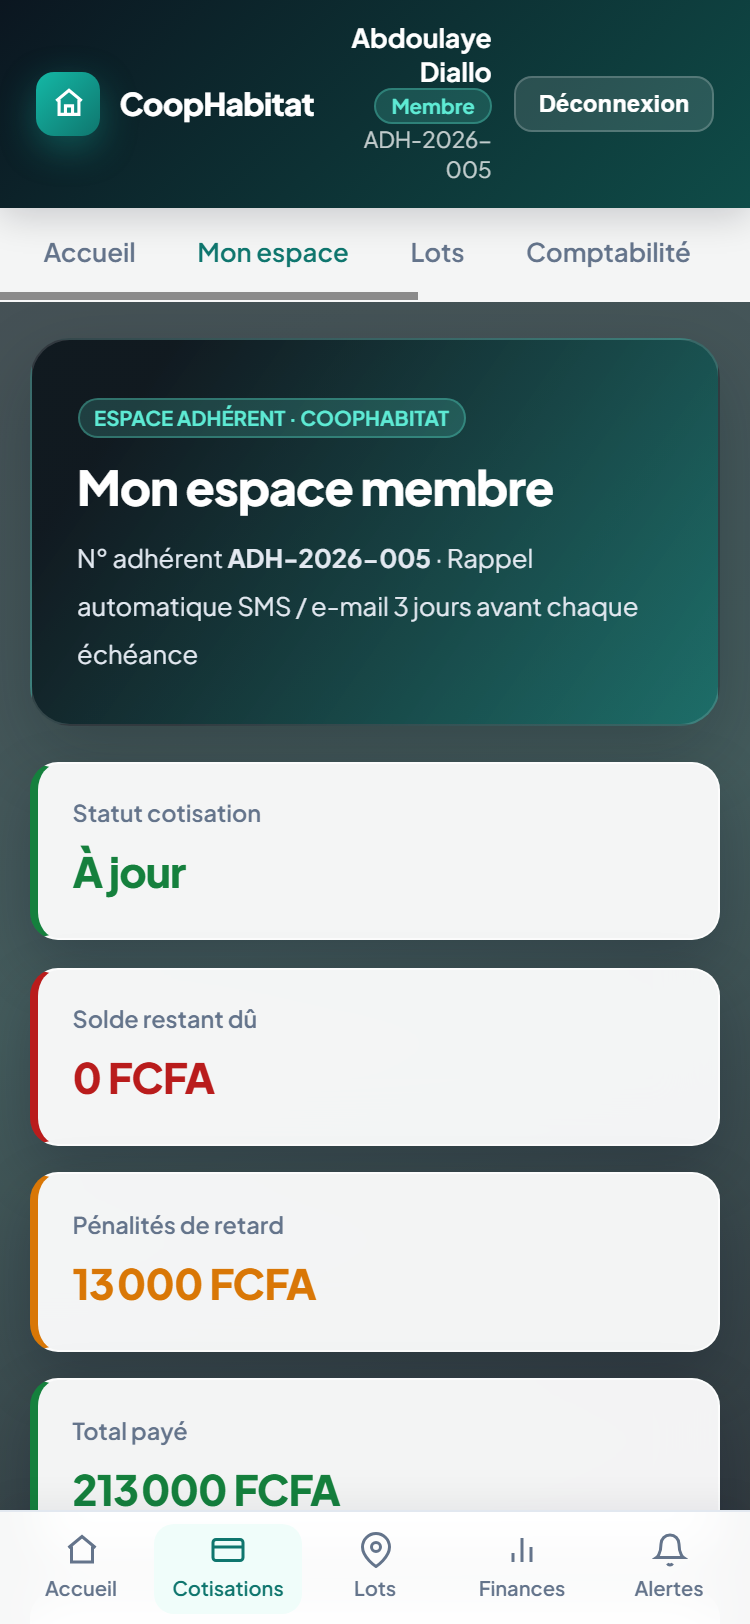 CoopHabitat
Abdoulaye
Diallo
Membre
ADH-2026-
005
Déconnexion
Accueil
Mon espace
Lots
Comptabilité
ESPACE ADHÉRENT · COOPHABITAT
Mon espace membre
N° adhérent ADH-2026-005 · Rappel
automatique SMS / e-mail 3 jours avant chaque
échéance
Statut cotisation
À jour
Solde restant dû
0 FCFA
Pénalités de retard
13 000 FCFA
Total payé
213 000 FCFA
Accueil
Cotisations
Lots
Finances
Alertes